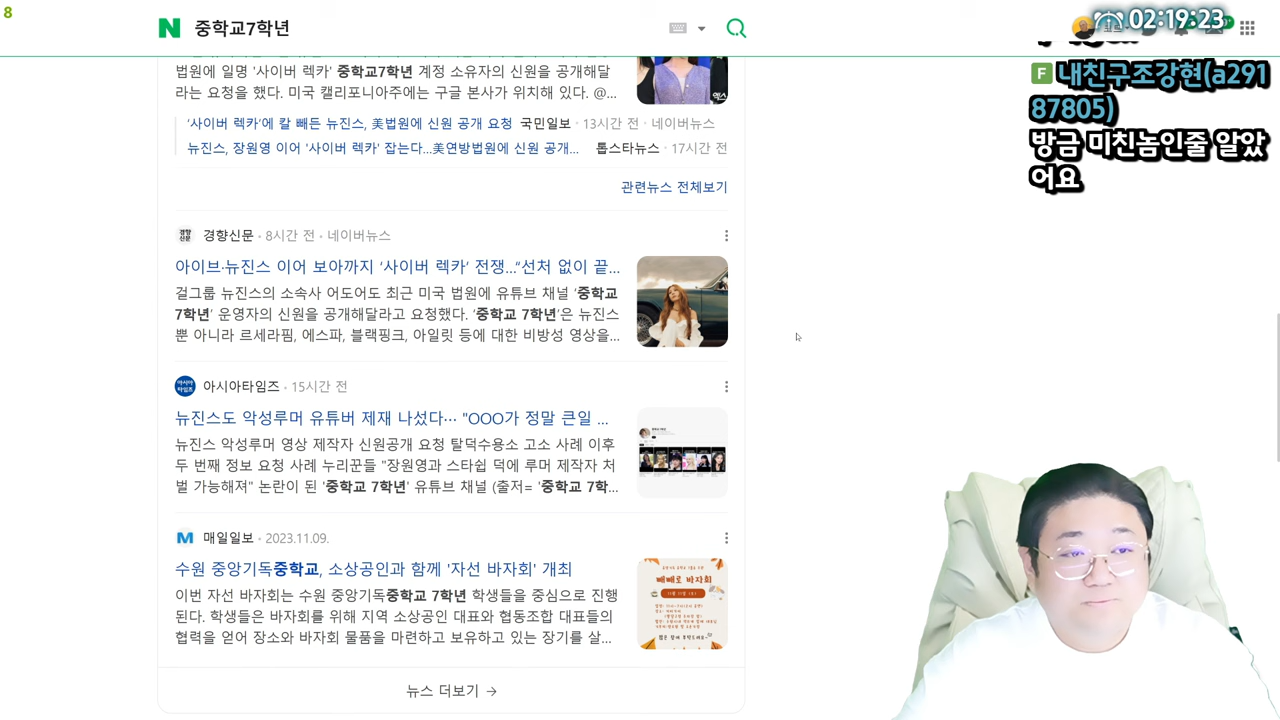 8
N 중학교7학년
02:19:23
법원에 일명 '사이버 렉카' 중학교7학년 계정 소유자의 신원을 공개해달
라는 요청을 했다. 미국 캘리포니아주에는 구글 본사가 위치해 있다. @...
엑스
'사이버 렉카'에 칼 빼든 뉴진스, 美법원에 신원 공개 요청 국민일보 · 13시간 전 · 네이버뉴스
뉴진스, 장원영 이어 '사이버 렉카' 잡는다...美연방법원에 신원 공개... 톱스타뉴스 · 17시간 전
관련뉴스 전체보기
경향신문 경향신문 · 8시간 전 · 네이버뉴스
아이브·뉴진스 이어 보아까지 '사이버 렉카' 전쟁…"선처 없이 끝...
걸그룹 뉴진스의 소속사 어도어도 최근 미국 법원에 유튜브 채널 '중학교
7학년' 운영자의 신원을 공개해달라고 요청했다. '중학교 7학년'은 뉴진스
뿐 아니라 르세라핌, 에스파, 블랙핑크, 아일릿 등에 대한 비방성 영상을...
아시아타임즈 아시아타임즈 · 15시간 전
뉴진스도 악성루머 유튜버 제재 나섰다… "OOO가 정말 큰일 ...
뉴진스 악성루머 영상 제작자 신원공개 요청 탈덕수용소 고소 사례 이후
두 번째 정보 요청 사례 누리꾼들 "장원영과 스타쉽 덕에 루머 제작자 처
벌 가능해져" 논란이 된 '중학교 7학년' 유튜브 채널 (출처= '중학교 7학...
M 매일일보 · 2023.11.09.
수원 중앙기독중학교, 소상공인과 함께 '자선 바자회' 개최
이번 자선 바자회는 수원 중앙기독중학교 7학년 학생들을 중심으로 진행
된다. 학생들은 바자회를 위해 지역 소상공인 대표와 협동조합 대표들의
협력을 얻어 장소와 바자회 물품을 마련하고 보유하고 있는 장기를 살...
빼빼로 바자회
뉴스 더보기 →
F 내친구조강현(a291
87805)
방금 미친놈인줄 알았
어요